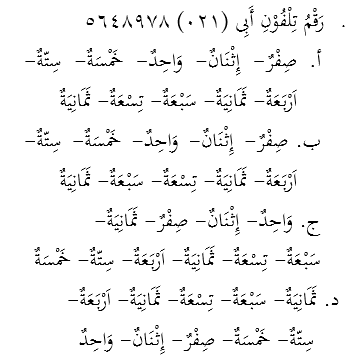 . رَقْمُ تِلْفُوْنِ أَبِى (٠٢١) ٥٦٤٨٩٧٨
أ. صِفْرٌ– إِثْنَانٌ– وَاحِدٌ– خَمْسَةٌ– سِتّةٌ–
اَرْبَعَةٌ– ثَمَانِيَةٌ– سَبْعَةٌ– تِسْعَةٌ– ثَمَانِيَةٌ
ب. صِفْرٌ– إِثْنَانٌ– وَاحِدٌ– خَمْسَةٌ– سِتّةٌ–
اَرْبَعَةٌ– ثَمَانِيَةٌ– تِسْعَةٌ– سَبْعَةٌ– ثَمَانِيَةٌ
ج. وَاحِدٌ– إِثْنَانٌ– صِفْرٌ– ثَمَانِيَةٌ–
سَبْعَةٌ– تِسْعَةٌ– ثَمَانِيَةٌ– اَرْبَعَةٌ– سِتّةٌ– خَمْسَةٌ
د. ثَمَانِيَةٌ– سَبْعَةٌ– تِسْعَةٌ– ثَمَانِيَةٌ– اَرْبَعَةٌ–
سِتّةٌ– خَمْسَةٌ– صِفْرٌ– إِثْنَانٌ– وَاحِدٌ